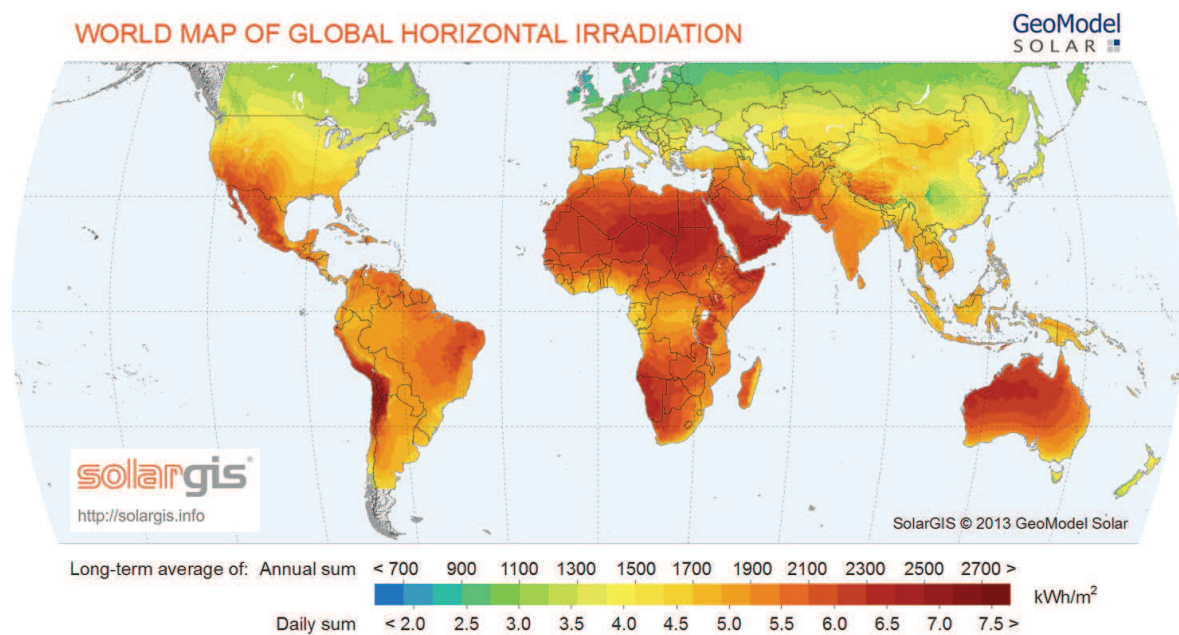 WORLD MAP OF GLOBAL HORIZONTAL IRRADIATION
GeoModel
SOLAR
solargis®
http://solargis.info
SolarGIS © 2013 GeoModel Solar
Long-term average of: Annual sum < 700 900 1100 1300 1500 1700 1900 2100 2300 2500 2700 >
kWh/m²
Daily sum < 2.0 2.5 3.0 3.5 4.0 4.5 5.0 5.5 6.0 6.5 7.0 7.5 >